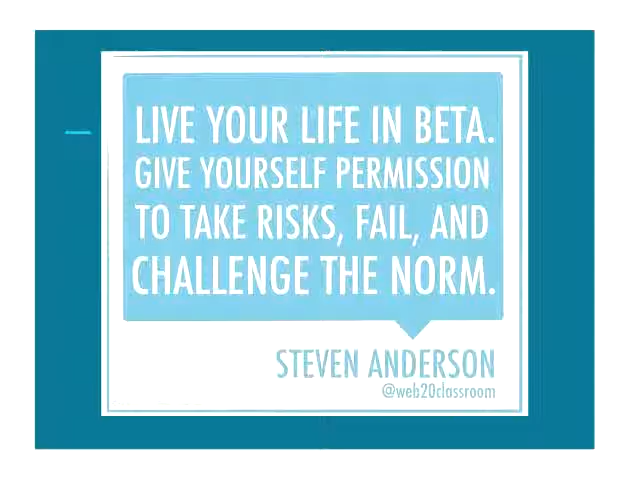 LIVE YOUR LIFE IN BETA.
GIVE YOURSELF PERMISSION
TO TAKE RISKS, FAIL, AND
CHALLENGE THE NORM.
STEVEN ANDERSON
@web20classroom